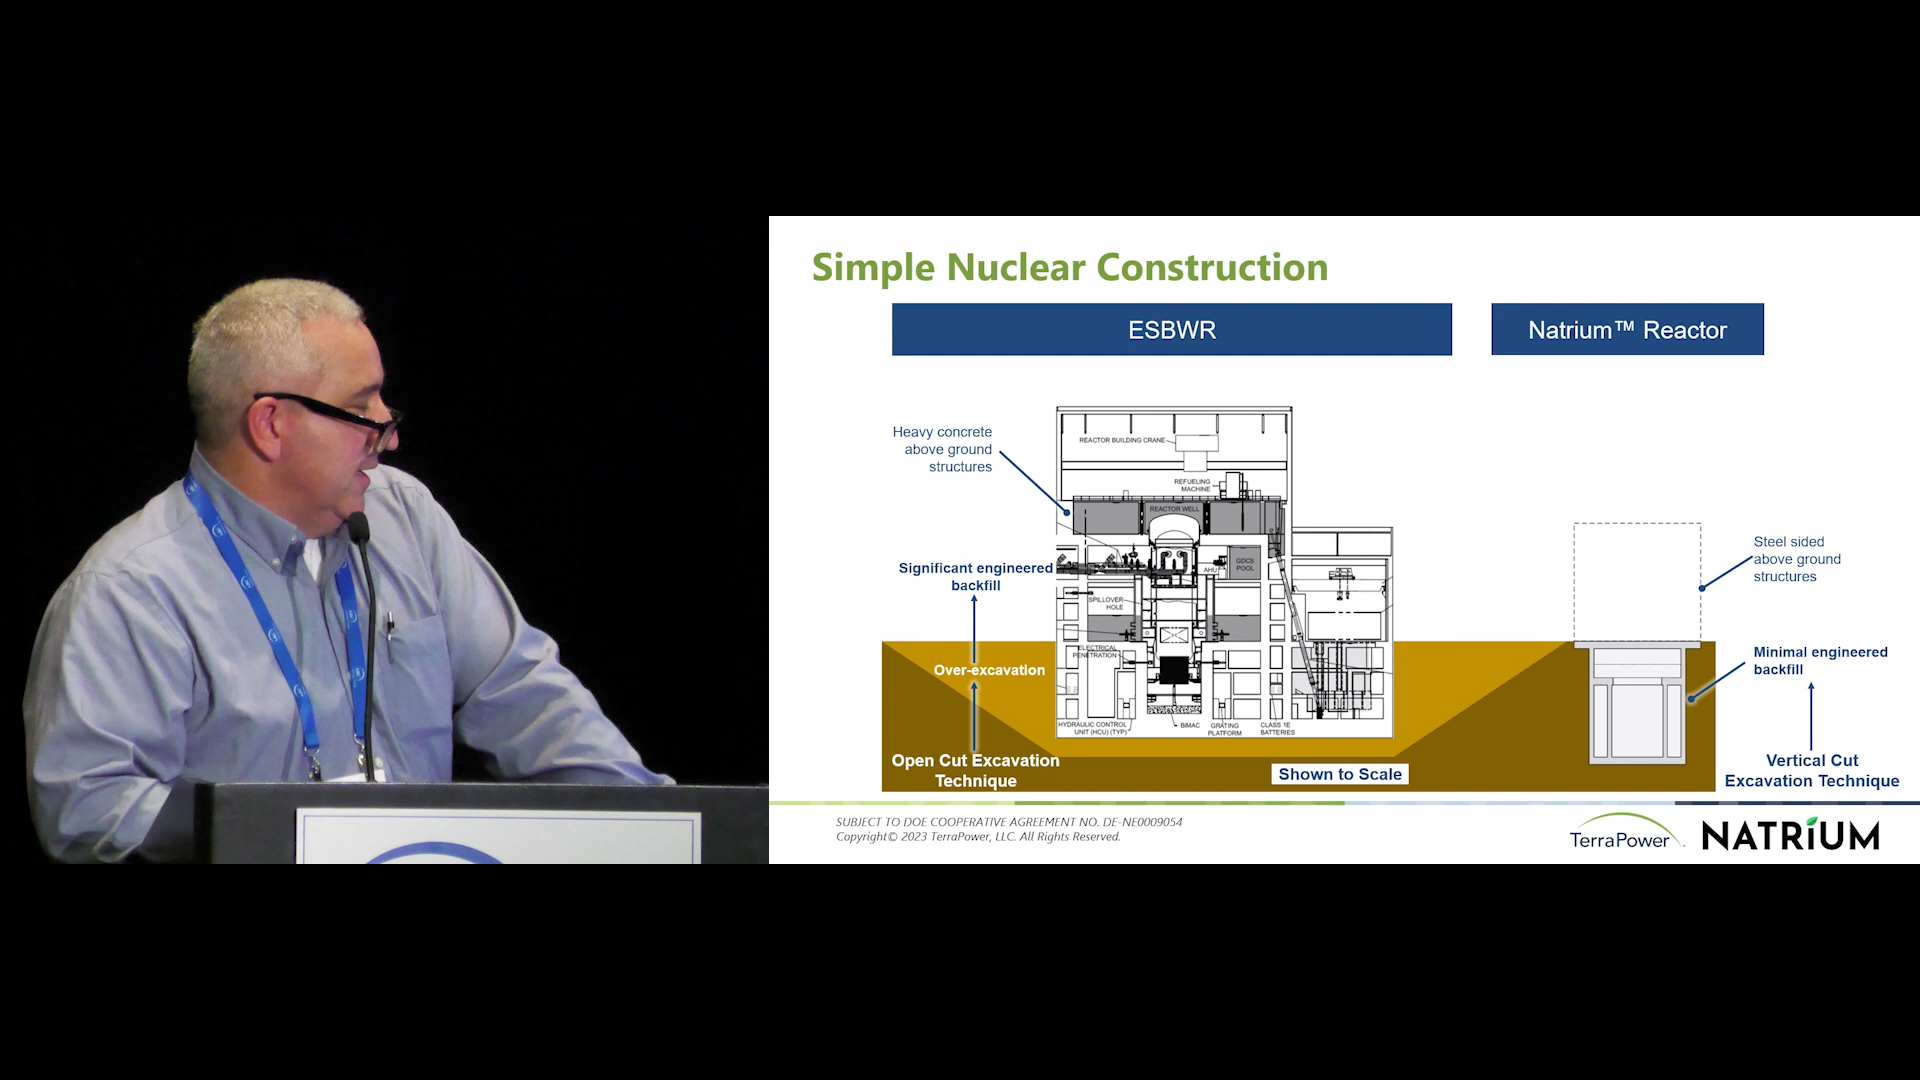 Simple Nuclear Construction
ESBWR
Natrium™ Reactor
Heavy concrete
above ground
structures
REACTOR BUILDING CRANE
REFUELING
MACHINE
REACTOR WELL
Significant engineered
backfill
AHU
GDCS
POOL
SPILLOVER
HOLE
ELECTRICAL
PENETRATION
Over-excavation
HYDRAULIC CONTROL
UNIT (HCU) (TYP)
BiMAC
GRATING
PLATFORM
CLASS 1E
BATTERIES
Open Cut Excavation
Technique
Shown to Scale
Steel sided
above ground
structures
Minimal engineered
backfill
Vertical Cut
Excavation Technique
SUBJECT TO DOE COOPERATIVE AGREEMENT NO. DE-NE0009054
Copyright© 2023 TerraPower, LLC. All Rights Reserved.
TerraPower
NATRIUM